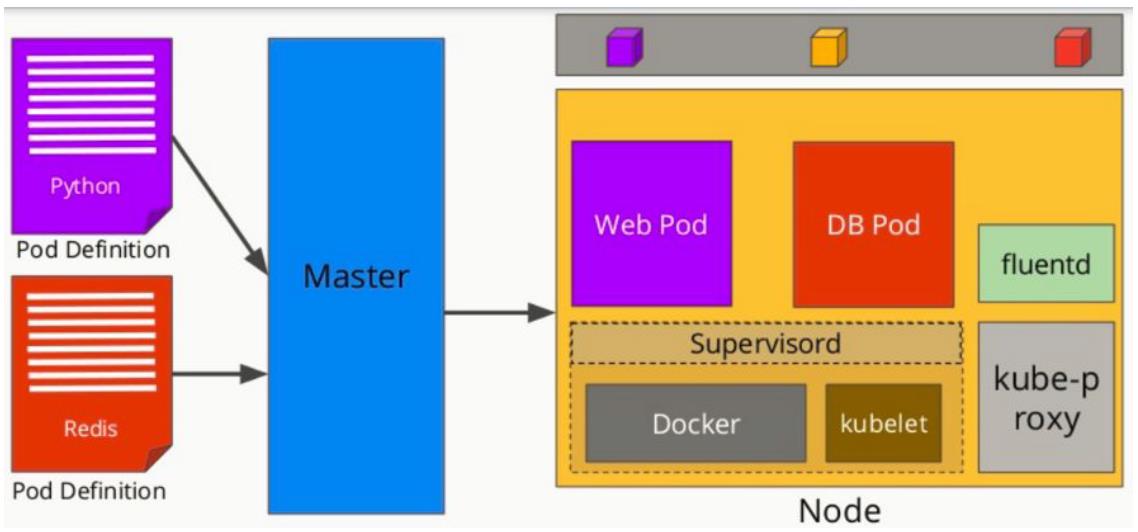 Python
Pod Definition
Redis
Pod Definition
Master
Web Pod
DB Pod
fluentd
Supervisord
Docker
kubelet
kube-p
roxy
Node